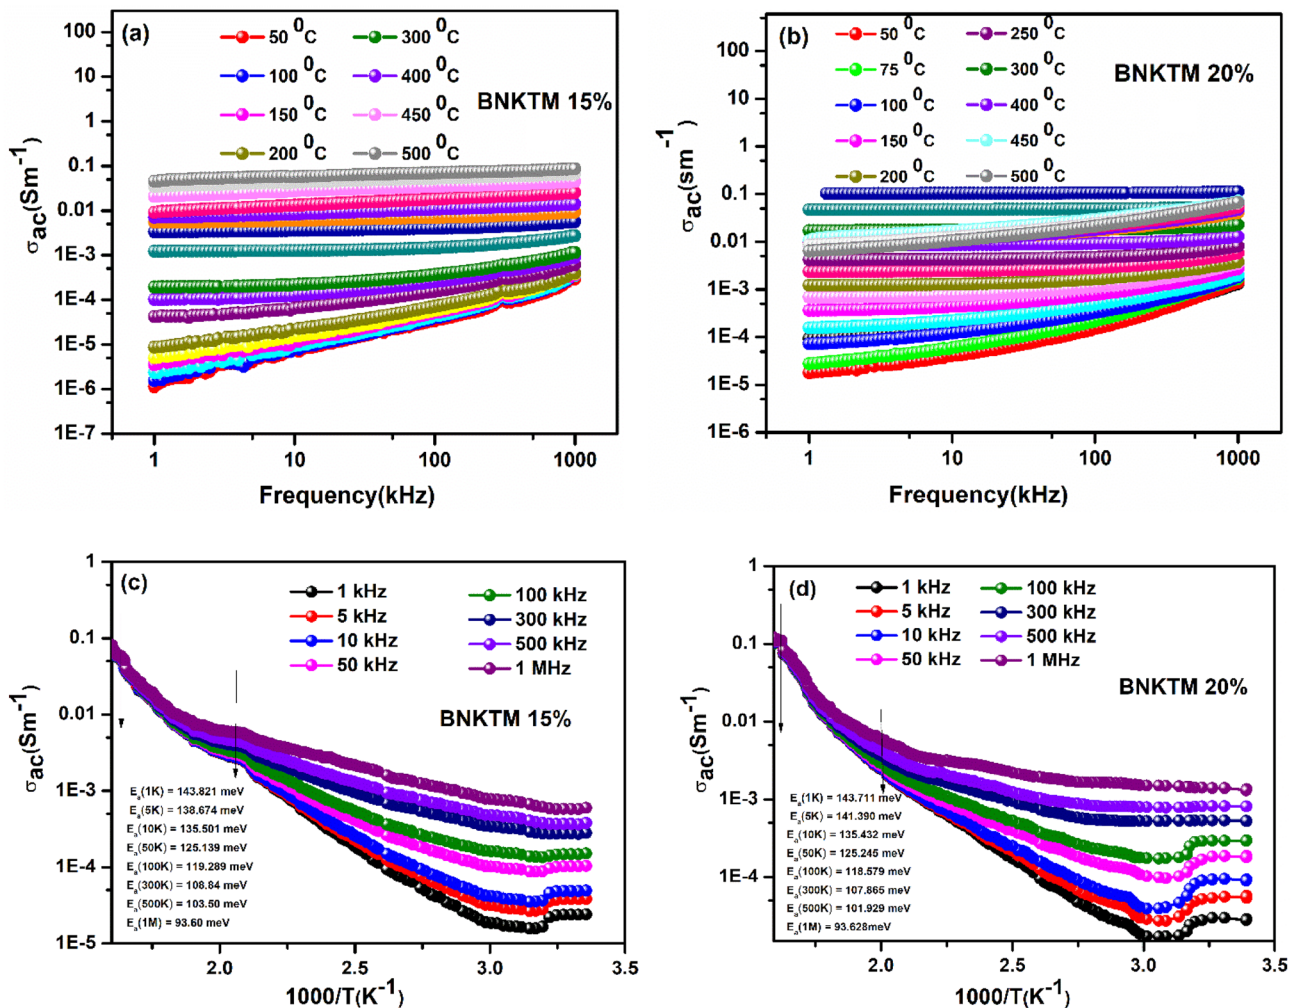 (a)
50 ⁰C
300 ⁰C
100 ⁰C
400 ⁰C
150 ⁰C
450 ⁰C
200 ⁰C
500 ⁰C
BNKTM 15%
σac(Sm⁻¹)
100
10
1
0.1
0.01
1E-3
1E-4
1E-5
1E-6
1E-7
1
10
100
1000
Frequency(kHz)
(b)
50 ⁰C
250 ⁰C
75 ⁰C
300 ⁰C
100 ⁰C
400 ⁰C
150 ⁰C
450 ⁰C
200 ⁰C
500 ⁰C
BNKTM 20%
σac(sm⁻¹)
100
10
1
0.1
0.01
1E-3
1E-4
1E-5
1E-6
1
10
100
1000
Frequency(kHz)
(c)
1 kHz
100 kHz
5 kHz
300 kHz
10 kHz
500 kHz
50 kHz
1 MHz
BNKTM 15%
σac(Sm⁻¹)
1
0.1
0.01
1E-3
1E-4
1E-5
Ea(1K) = 143.821 meV
Ea(5K) = 138.674 meV
Ea(10K) = 135.501 meV
Ea(50K) = 125.139 meV
Ea(100K) = 119.289 meV
Ea(300K) = 108.84 meV
Ea(500K) = 103.50 meV
Ea(1M) = 93.60 meV
2.0
2.5
3.0
3.5
1000/T(K⁻¹)
(d)
1 kHz
100 kHz
5 kHz
300 kHz
10 kHz
500 kHz
50 kHz
1 MHz
BNKTM 20%
σac(Sm⁻¹)
1
0.1
0.01
1E-3
1E-4
Ea(1K) = 143.711 meV
Ea(5K) = 141.390 meV
Ea(10K) = 135.432 meV
Ea(50K) = 125.245 meV
Ea(100K) = 118.579 meV
Ea(300K) = 107.865 meV
Ea(500K) = 101.929 meV
Ea(1M) = 93.628meV
2.0
2.5
3.0
3.5
1000/T(K⁻¹)